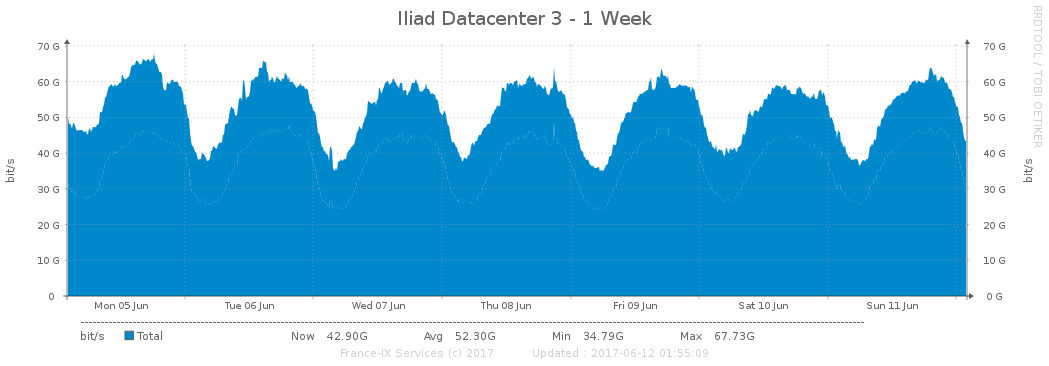 Iliad Datacenter 3 - 1 Week
RRDTOOL / TOBI OETIKER
70 G 70 G
60 G 60 G
50 G 50 G
40 G 40 G
30 G 30 G
20 G 20 G
10 G 10 G
0 0 G
bit/s bit/s
Mon 05 Jun Tue 06 Jun Wed 07 Jun Thu 08 Jun Fri 09 Jun Sat 10 Jun Sun 11 Jun
bit/s Total Now 42.90G Avg 52.30G Min 34.79G Max 67.73G
France-IX Services (c) 2017 Updated : 2017-06-12 01:55:09